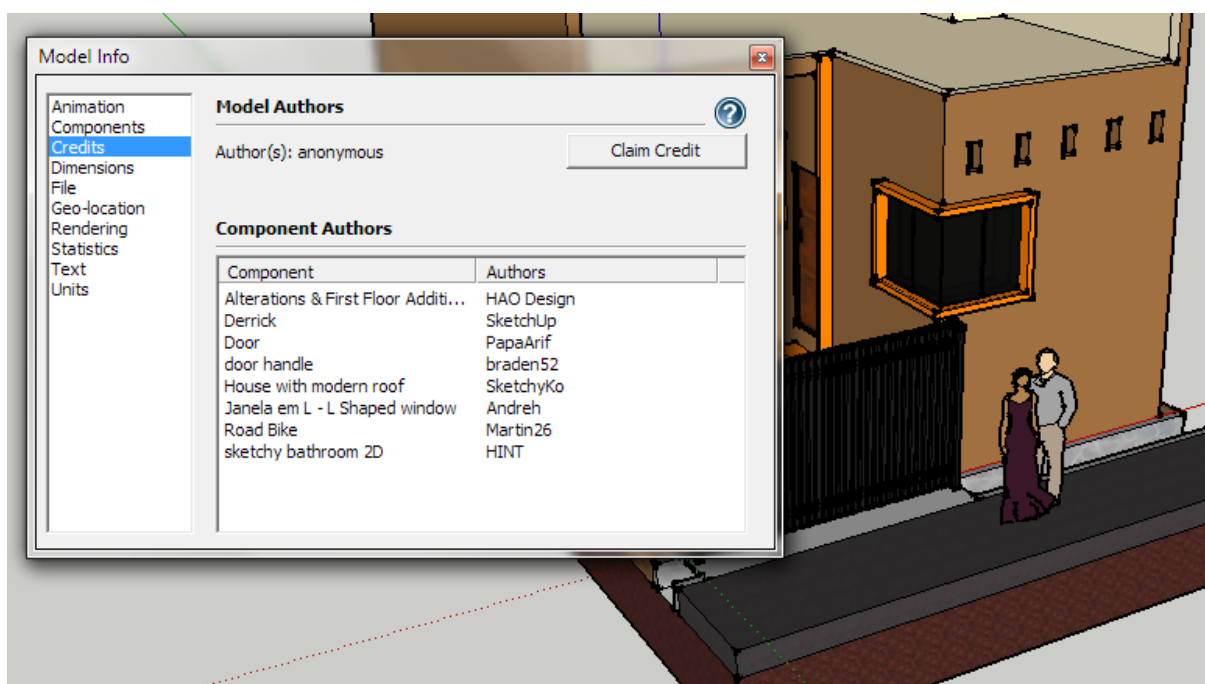 Model Info
Animation
Components
Credits
Dimensions
File
Geo-location
Rendering
Statistics
Text
Units
Model Authors
?
Author(s): anonymous
Claim Credit
Component Authors
Component Authors
Alterations & First Floor Additi... HAO Design
Derrick SketchUp
Door PapaArif
door handle braden52
House with modern roof SketchyKo
Janela em L - L Shaped window Andreh
Road Bike Martin26
sketchy bathroom 2D HINT